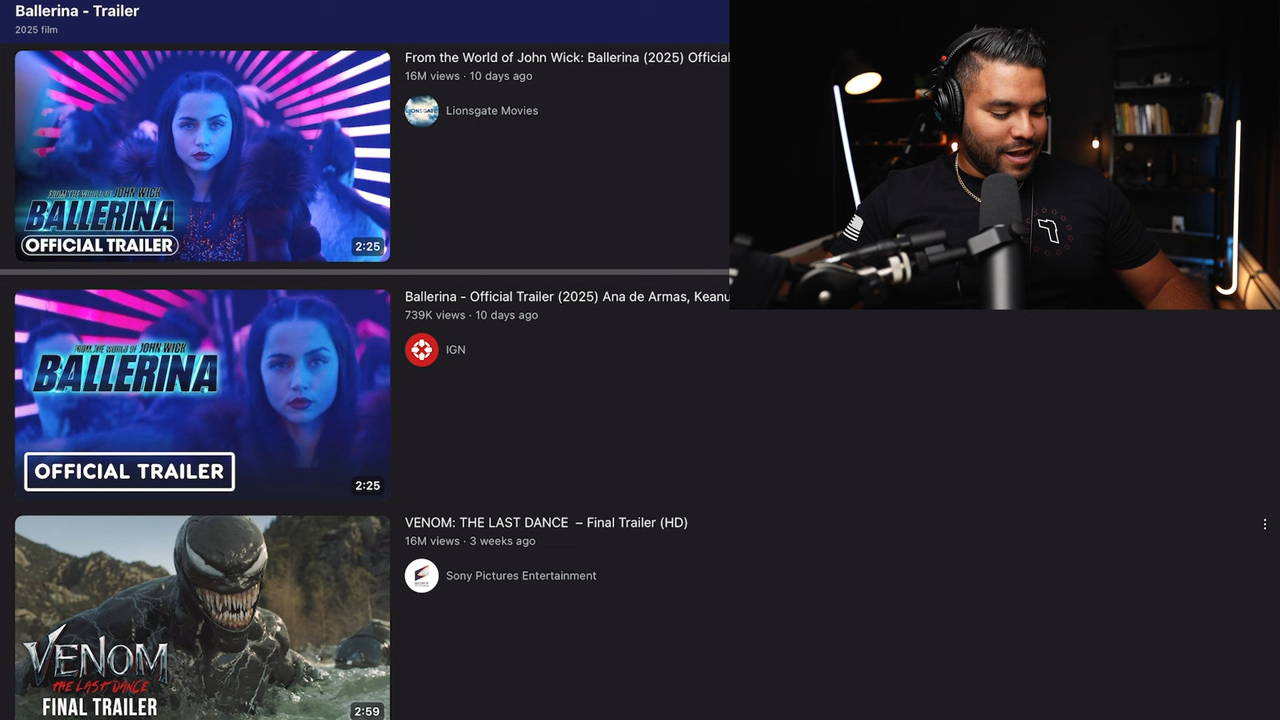 Ballerina - Trailer
2025 film
From the World of John Wick: Ballerina (2025) Official
16M views · 10 days ago
LIONSGATE
Lionsgate Movies
FROM THE WORLD OF JOHN WICK
BALLERINA
OFFICIAL TRAILER
2:25
Ballerina - Official Trailer (2025) Ana de Armas, Keanu
739K views · 10 days ago
IGN
FROM THE WORLD OF JOHN WICK
BALLERINA
OFFICIAL TRAILER
2:25
VENOM: THE LAST DANCE – Final Trailer (HD)
16M views · 3 weeks ago
SONY
Sony Pictures Entertainment
VENOM
THE LAST DANCE
FINAL TRAILER
2:59